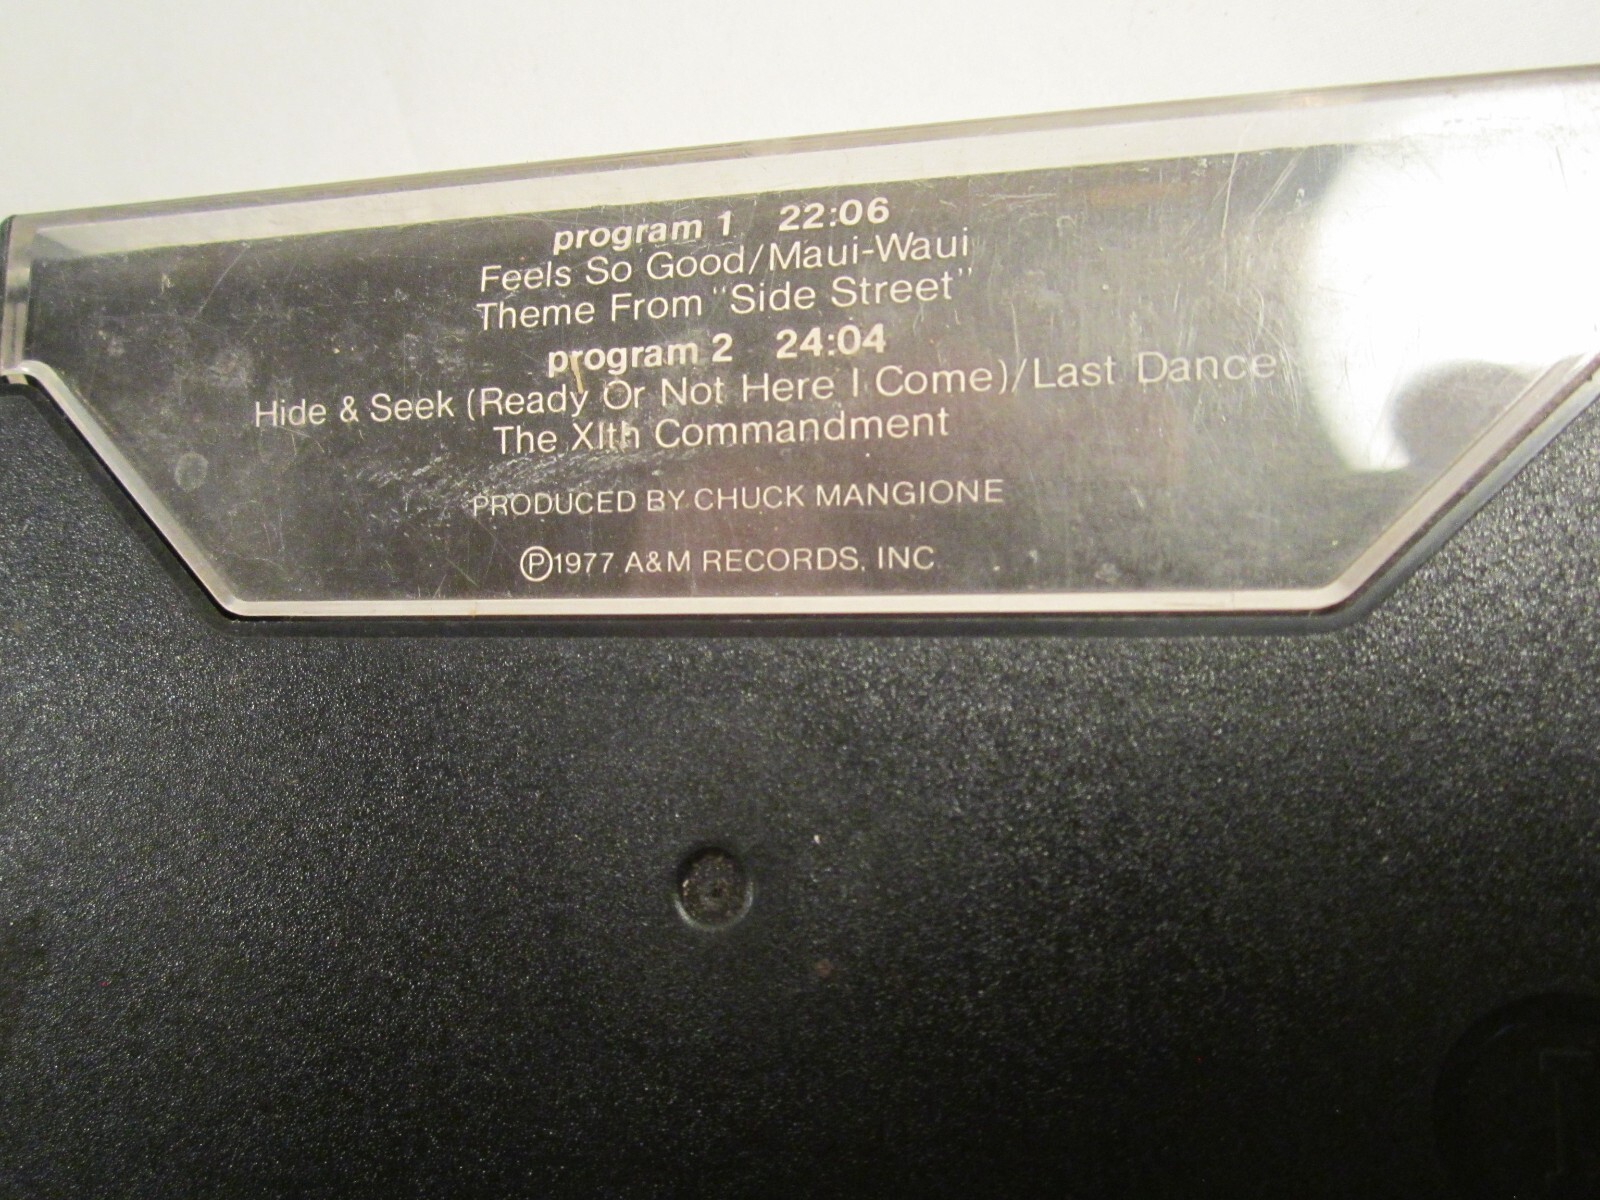 program 1 22:06
Feels So Good/Maui-Waui
Theme From "Side Street"
program 2 24:04
Hide & Seek (Ready Or Not Here I Come)/Last Dance
The XIth Commandment
PRODUCED BY CHUCK MANGIONE
Ⓟ1977 A&M RECORDS, INC